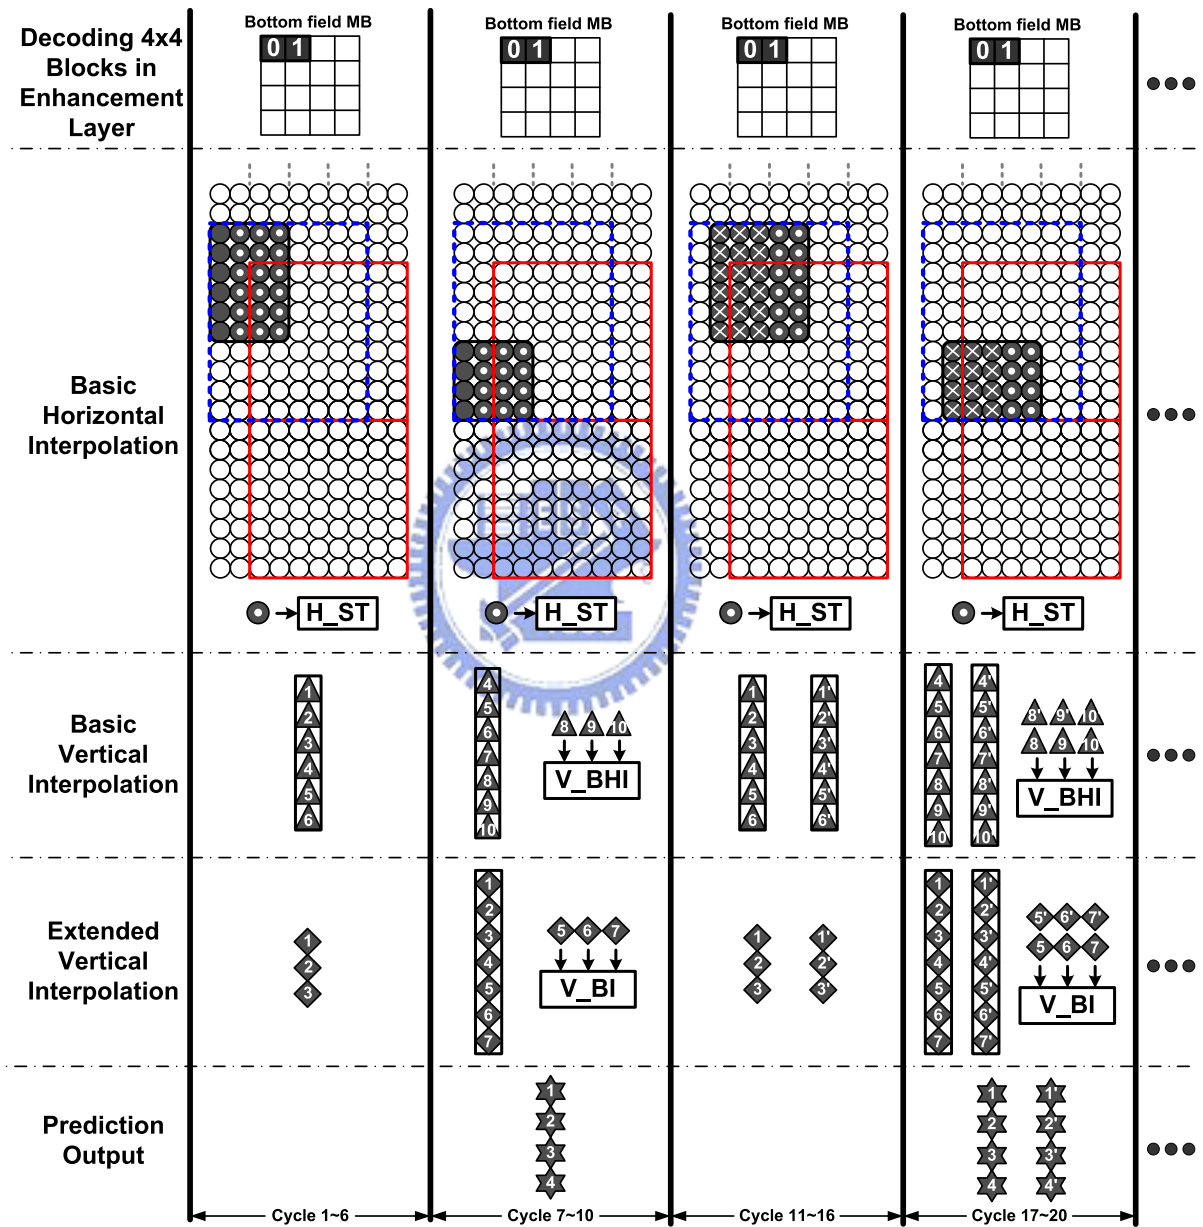 Decoding 4x4
Blocks in
Enhancement
Layer
Bottom field MB
0 1
Bottom field MB
0 1
Bottom field MB
0 1
Bottom field MB
0 1
Basic
Horizontal
Interpolation
H_ST
H_ST
H_ST
H_ST
Basic
Vertical
Interpolation
1
2
3
4
5
6
4
5
6
7
8
9
10
8 9 10
V_BHI
1 1'
2 2'
3 3'
4 4'
5 5'
6 6'
4 4'
5 5'
6 6'
7 7'
8 8'
9 9'
10 10'
8' 9' 10
8 9 10
V_BHI
Extended
Vertical
Interpolation
1
2
3
1
2
3
4
5
6
7
5 6 7
V_BI
1 1'
2 2'
3 3'
1 1'
2 2'
3 3'
4 4'
5 5'
6 6'
7 7'
5' 6' 7'
5 6 7
V_BI
Prediction
Output
1
2
3
4
1 1'
2 2'
3 3'
4 4'
Cycle 1~6
Cycle 7~10
Cycle 11~16
Cycle 17~20